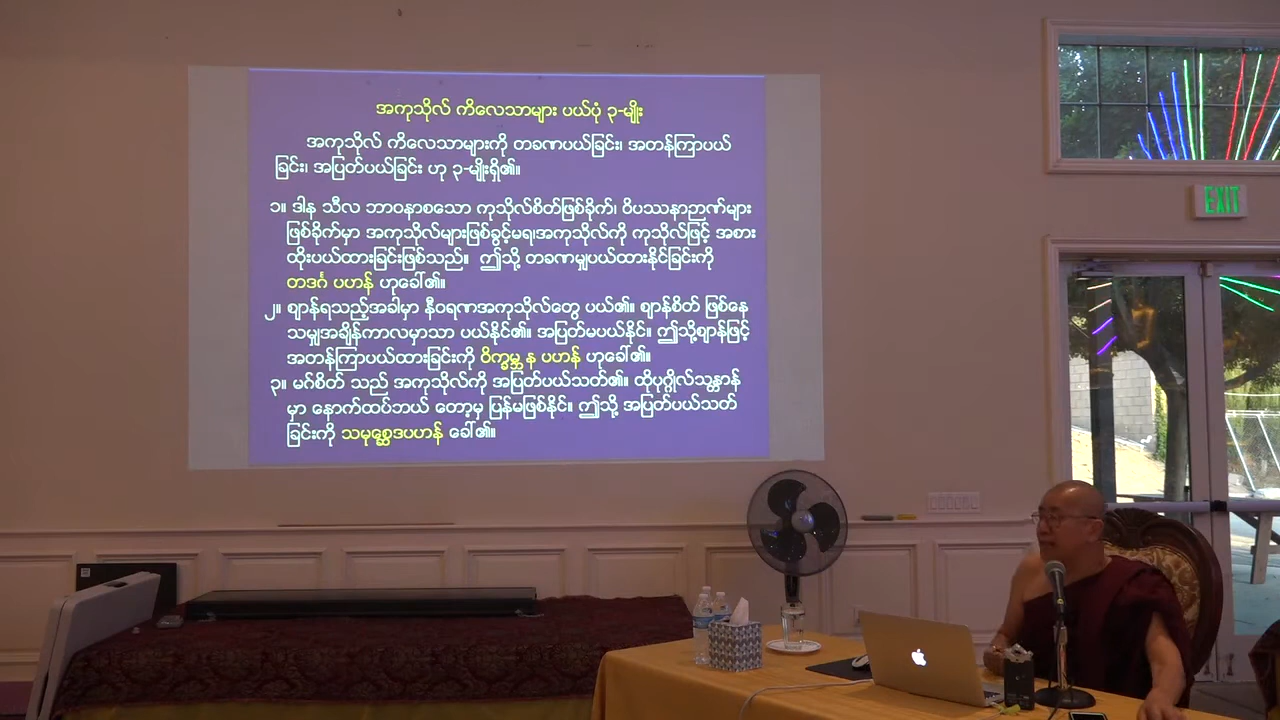 အကုသိုလ် ကိလေသာများ ပယ်ပုံ ၃-မျိုး
အကုသိုလ် ကိလေသာများကို တခဏပယ်ခြင်း၊ အတန်ကြာပယ်
ခြင်း၊ အပြတ်ပယ်ခြင်း ဟု ၃-မျိုးရှိ၏။
၁။ ဒါန သီလ ဘာဝနာစသော ကုသိုလ်စိတ်ဖြစ်ခိုက်၊ ဝိပဿနာဉာဏ်များ
ဖြစ်ခိုက်မှာ အကုသိုလ်များဖြစ်ခွင့်မရ၊အကုသိုလ်ကို ကုသိုလ်ဖြင့် အစား
ထိုးပယ်ထားခြင်းဖြစ်သည်။ ဤသို့ တခဏမျှပယ်ထားနိုင်ခြင်းကို
တဒင်္ဂ ပဟာန် ဟုခေါ်၏။
၂။ ဈာန်ရသည့်အခါမှာ နီဝရဏအကုသိုလ်တွေ ပယ်၏။ ဈာန်စိတ် ဖြစ်နေ
သမျှအချိန်ကာလမှာသာ ပယ်နိုင်၏။ အပြတ်မပယ်နိုင်။ ဤသို့ဈာန်ဖြင့်
အတန်ကြာပယ်ထားခြင်းကို ဝိက္ခမ္ဘ န ပဟာန် ဟုခေါ်၏။
၃။ မဂ်စိတ် သည် အကုသိုလ်ကို အပြတ်ပယ်သတ်၏။ ထိုပုဂ္ဂိုလ်သန္တာန်
မှာ နောက်ထပ်ဘယ် တော့မှ ပြန်မဖြစ်နိုင်။ ဤသို့ အပြတ်ပယ်သတ်
ခြင်းကို သမုစ္ဆေဒပဟာန် ခေါ်၏။
EXIT